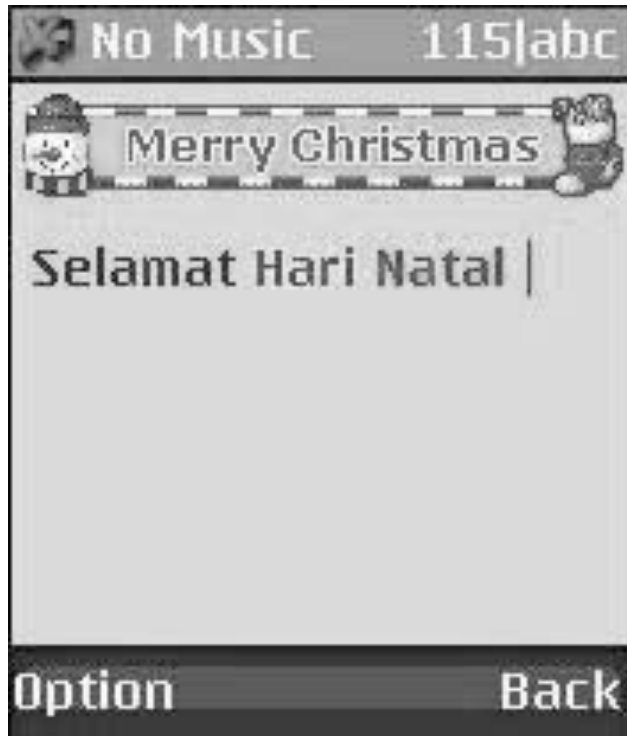 No Music 115|abc
Merry Christmas
Selamat Hari Natal
Option Back